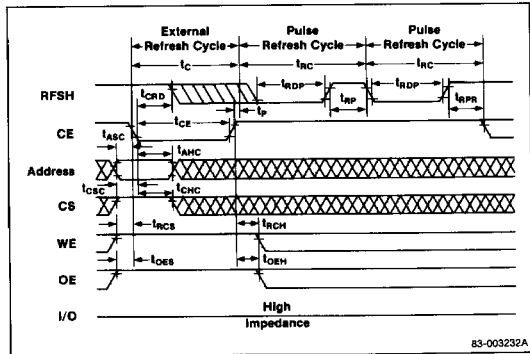 External Refresh Cycle
Pulse Refresh Cycle
Pulse Refresh Cycle
tC
tRC
tRC
tCRD
tRDP
tRDP
RFSH
tCE
tP
tRP
tRPR
CE
tASC
tAHC
Address
tCSC
tCHC
CS
tRCS
tRCH
WE
tOES
tOEH
OE
High
I/O
Impedance
83-003232A